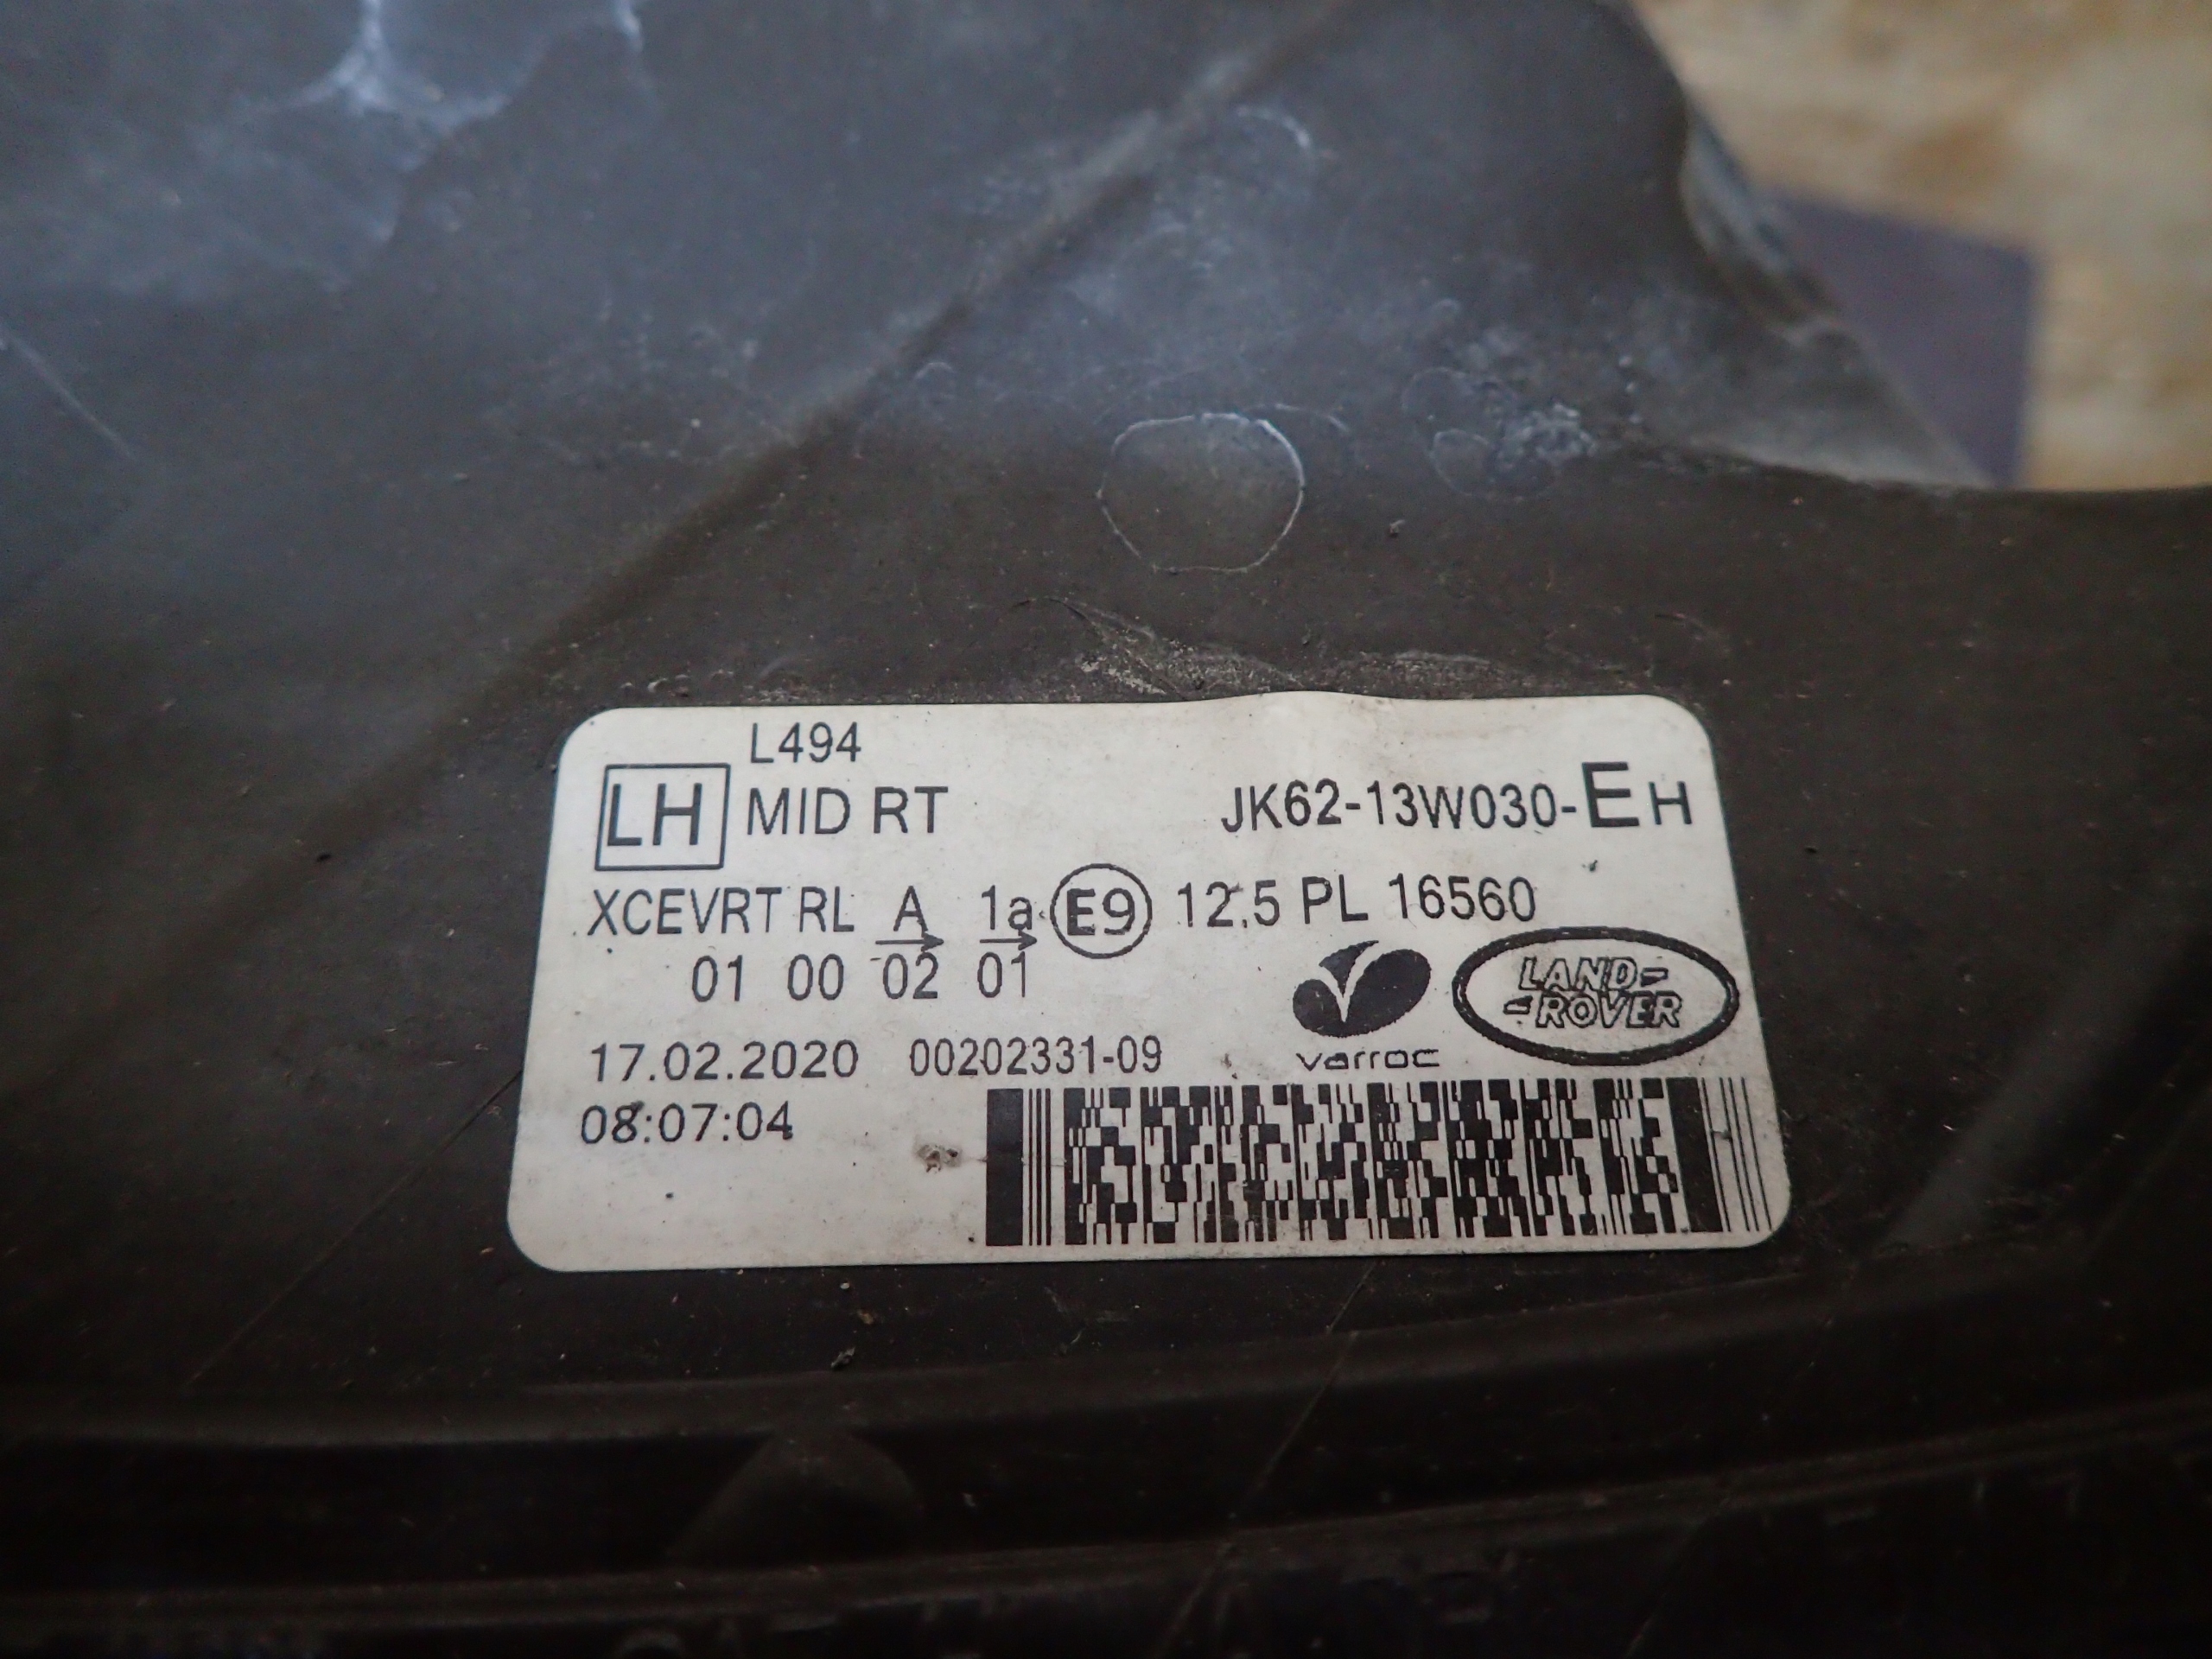 L494
LH MID RT JK62-13W030-EH
XCEVRT RL A 1a E9 12.5 PL 16560
01 00 02 01
LAND-
-ROVER
17.02.2020 00202331-09 varroc
08:07:04